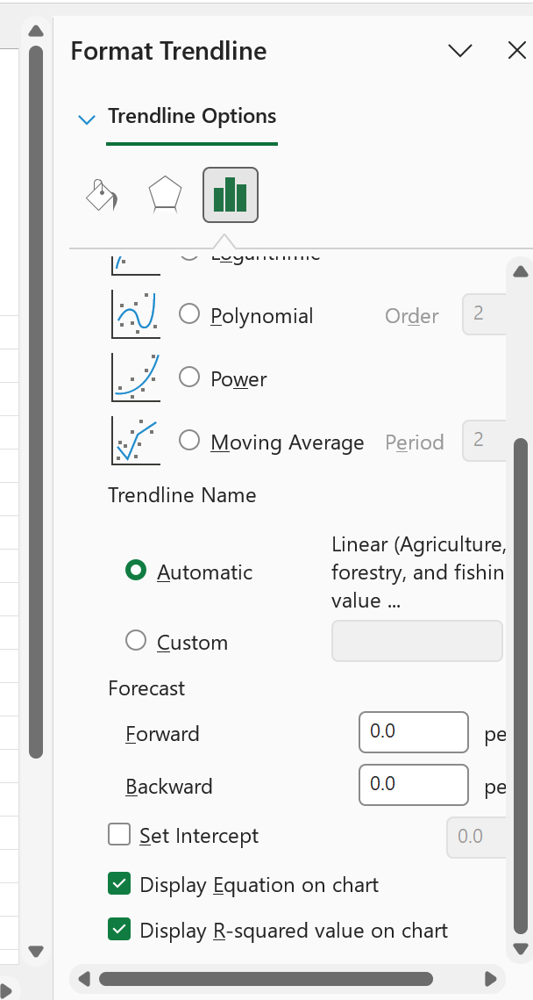 Format Trendline
Trendline Options
Logarithmic
Polynomial Order 2
Power
Moving Average Period 2
Trendline Name
Linear (Agriculture,
Automatic forestry, and fishin
value ...
Custom
Forecast
Forward 0.0 pe
Backward 0.0 pe
Set Intercept 0.0
Display Equation on chart
Display R-squared value on chart